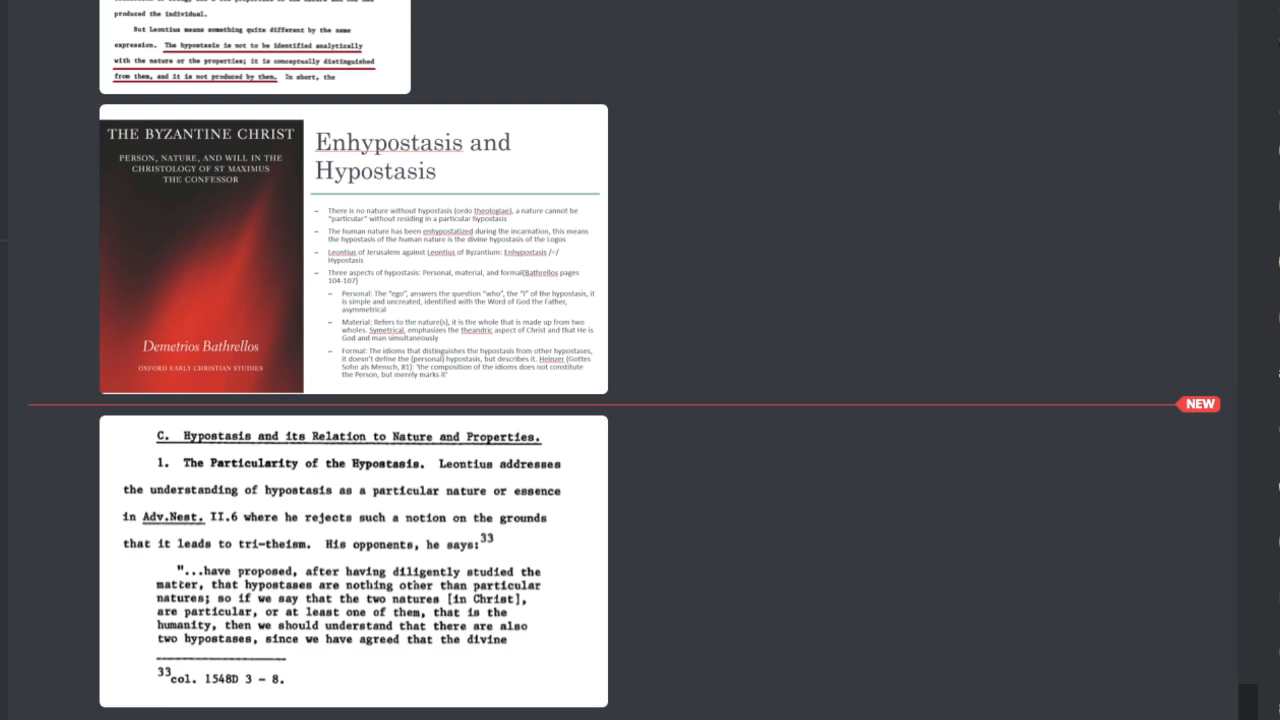 produced the individual.
But Leontius means something quite different by the same
expression. The hypostasis is not to be identified analytically
with the nature or the properties; it is conceptually distinguished
from them, and it is not produced by them. In short, the
THE BYZANTINE CHRIST
PERSON, NATURE, AND WILL IN THE
CHRISTOLOGY OF ST MAXIMUS
THE CONFESSOR
Demetrios Bathrellos
OXFORD EARLY CHRISTIAN STUDIES
Enhypostasis and
Hypostasis
– There is no nature without hypostasis (ordo theologiae), a nature cannot be
"particular" without residing in a particular hypostasis
– The human nature has been enhypostatized during the incarnation, this means
the hypostasis of the human nature is the divine hypostasis of the Logos
– Leontius of Jerusalem against Leontius of Byzantium: Enhypostasis /=/
Hypostasis
– Three aspects of hypostasis: Personal, material, and formal(Bathrellos pages
104-107)
– Personal: The "ego", answers the question "who", the "I" of the hypostasis, it
is simple and uncreated, identified with the Word of God the Father,
asymmetrical
– Material: Refers to the nature(s), it is the whole that is made up from two
wholes. Symetrical, emphasizes the theandric aspect of Christ and that He is
God and man simultaneously
– Formal: The idioms that distinguishes the hypostasis from other hypostases,
it doesn't define the (personal) hypostasis, but describes it. Heinzer (Gottes
Sohn als Mensch, 81): 'the composition of the idioms does not constitute
the Person, but merely marks it'
NEW
C. Hypostasis and its Relation to Nature and Properties.
1. The Particularity of the Hypostasis. Leontius addresses
the understanding of hypostasis as a particular nature or essence
in Adv.Nest. II.6 where he rejects such a notion on the grounds
that it leads to tri-theism. His opponents, he says:33
"...have proposed, after having diligently studied the
matter, that hypostases are nothing other than particular
natures; so if we say that the two natures [in Christ],
are particular, or at least one of them, that is the
humanity, then we should understand that there are also
two hypostases, since we have agreed that the divine
33col. 1548D 3 - 8.